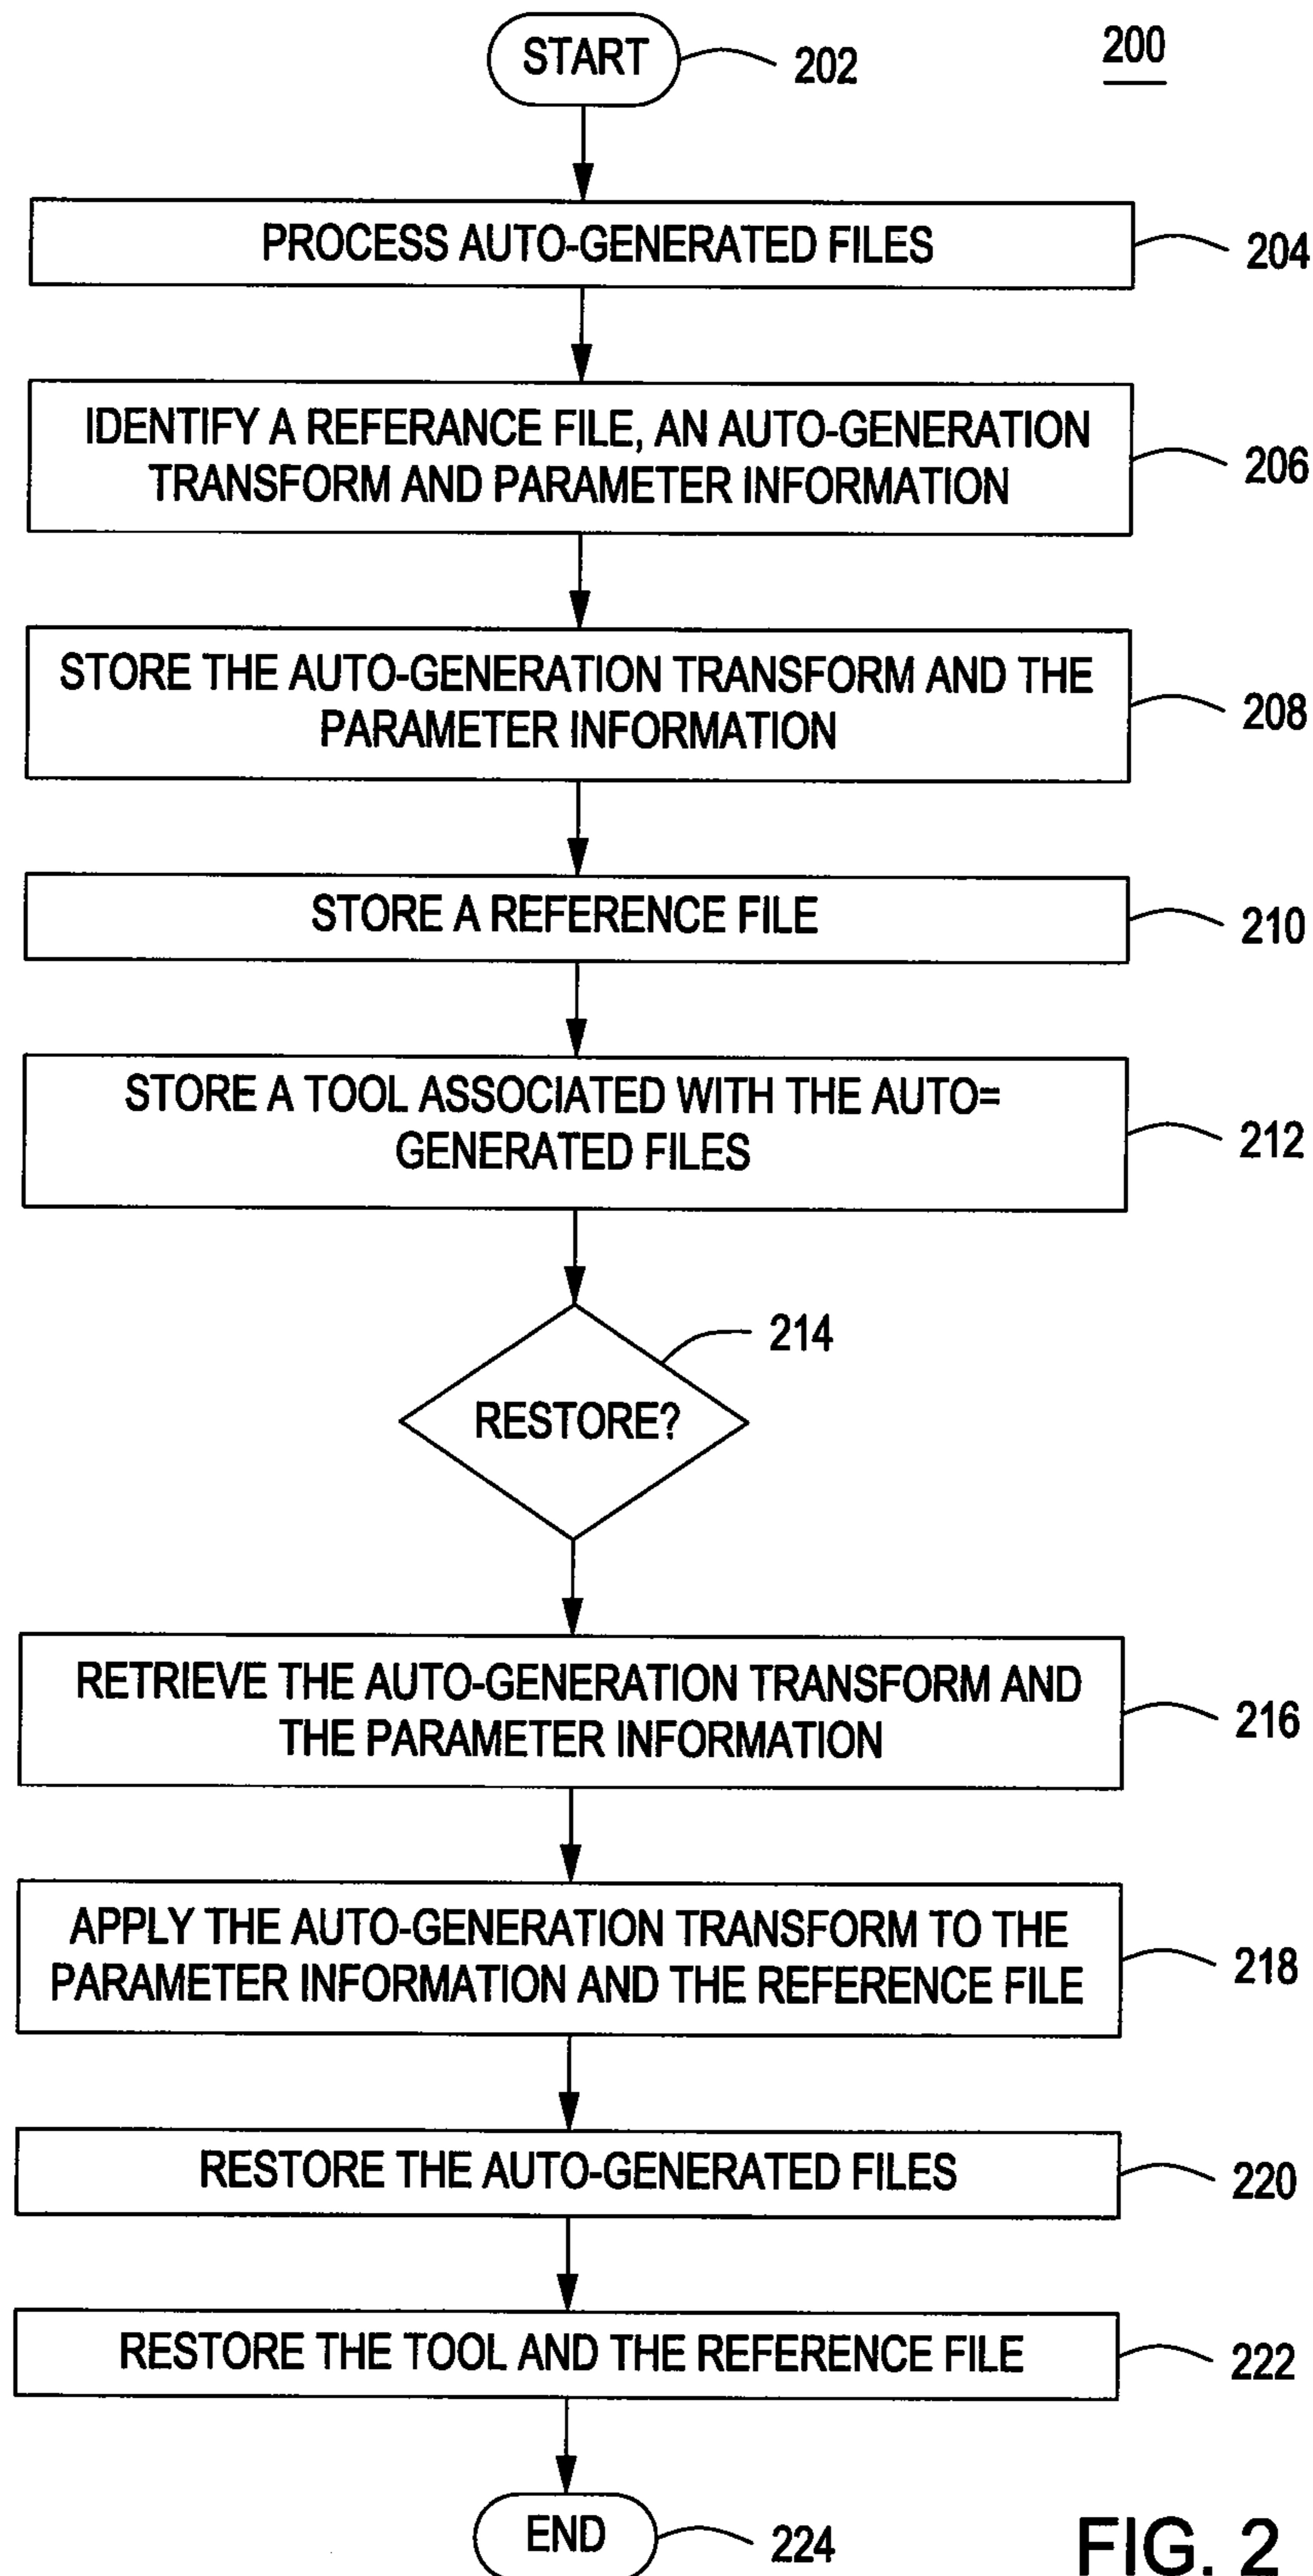 START
202
200
PROCESS AUTO-GENERATED FILES
204
IDENTIFY A REFERANCE FILE, AN AUTO-GENERATION
TRANSFORM AND PARAMETER INFORMATION
206
STORE THE AUTO-GENERATION TRANSFORM AND THE
PARAMETER INFORMATION
208
STORE A REFERENCE FILE
210
STORE A TOOL ASSOCIATED WITH THE AUTO=
GENERATED FILES
212
214
RESTORE?
RETRIEVE THE AUTO-GENERATION TRANSFORM AND
THE PARAMETER INFORMATION
216
APPLY THE AUTO-GENERATION TRANSFORM TO THE
PARAMETER INFORMATION AND THE REFERENCE FILE
218
RESTORE THE AUTO-GENERATED FILES
220
RESTORE THE TOOL AND THE REFERENCE FILE
222
END
224
FIG. 2